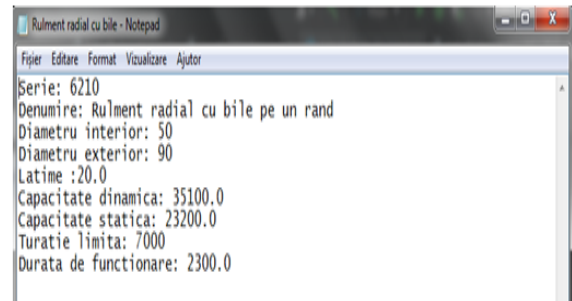 Rulment radial cu bile - Notepad
Fișier Editare Format Vizualizare Ajutor
Serie: 6210
Denumire: Rulment radial cu bile pe un rand
Diametru interior: 50
Diametru exterior: 90
Latime :20.0
Capacitate dinamica: 35100.0
Capacitate statica: 23200.0
Turatie limita: 7000
Durata de functionare: 2300.0